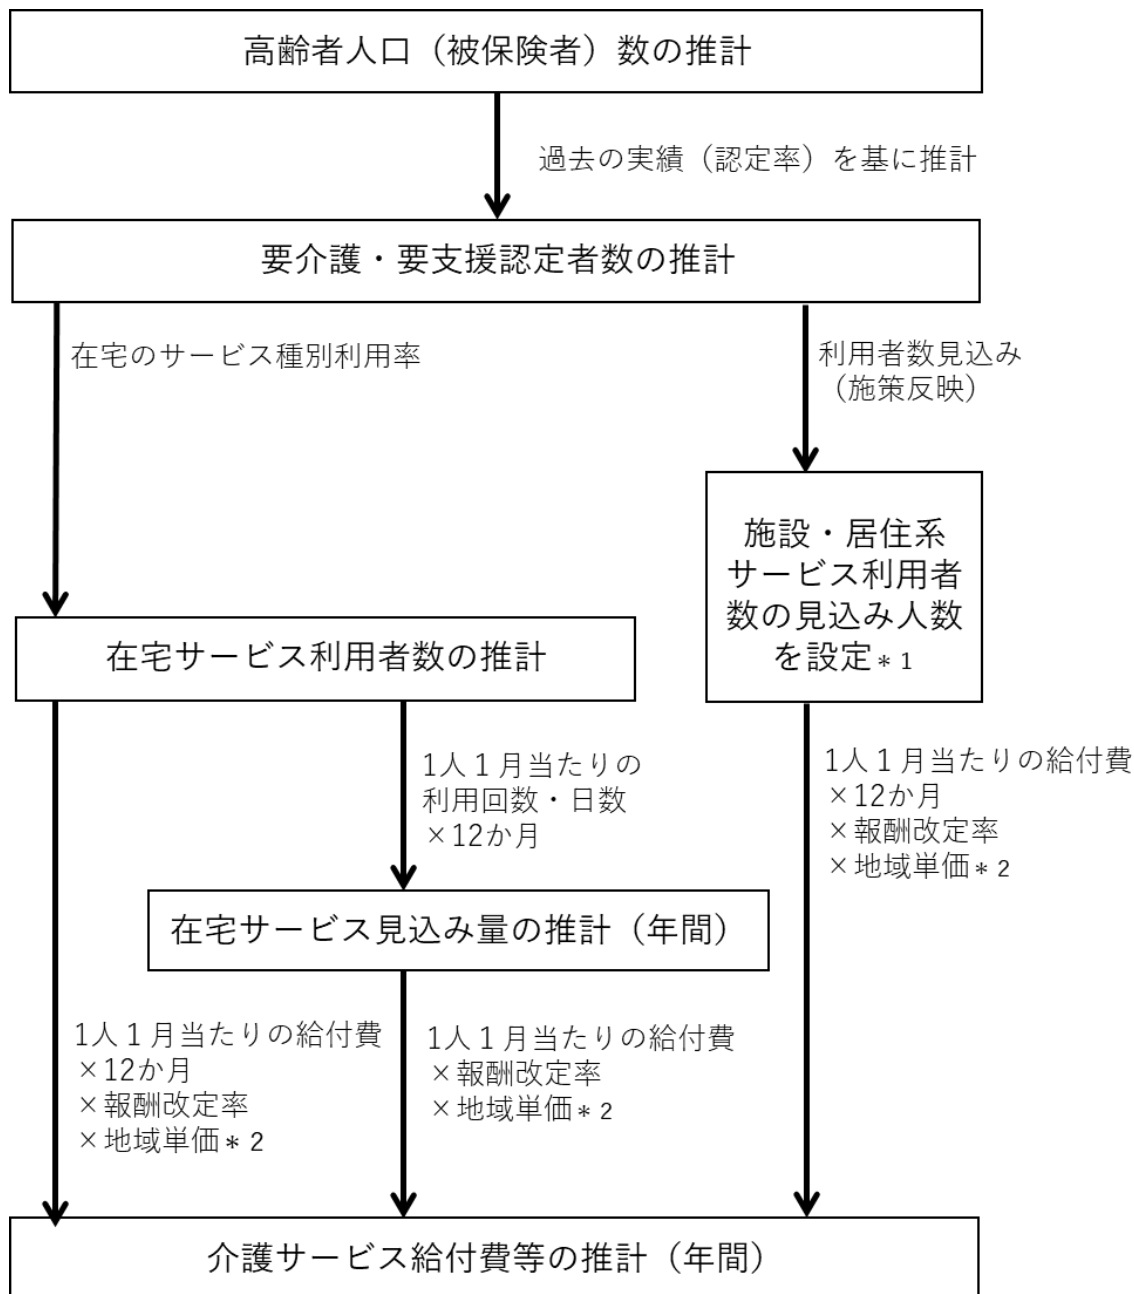 高齢者人口（被保険者）数の推計
過去の実績（認定率）を基に推計
要介護・要支援認定者数の推計
在宅のサービス種別利用率
利用者数見込み
（施策反映）
施設・居住系
サービス利用者
数の見込み人数
を設定＊1
在宅サービス利用者数の推計
1人１月当たりの
利用回数・日数
×12か月
1人１月当たりの給付費
×12か月
×報酬改定率
×地域単価＊2
在宅サービス見込み量の推計（年間）
1人１月当たりの給付費
×12か月
×報酬改定率
×地域単価＊2
1人１月当たりの給付費
×報酬改定率
×地域単価＊2
介護サービス給付費等の推計（年間）